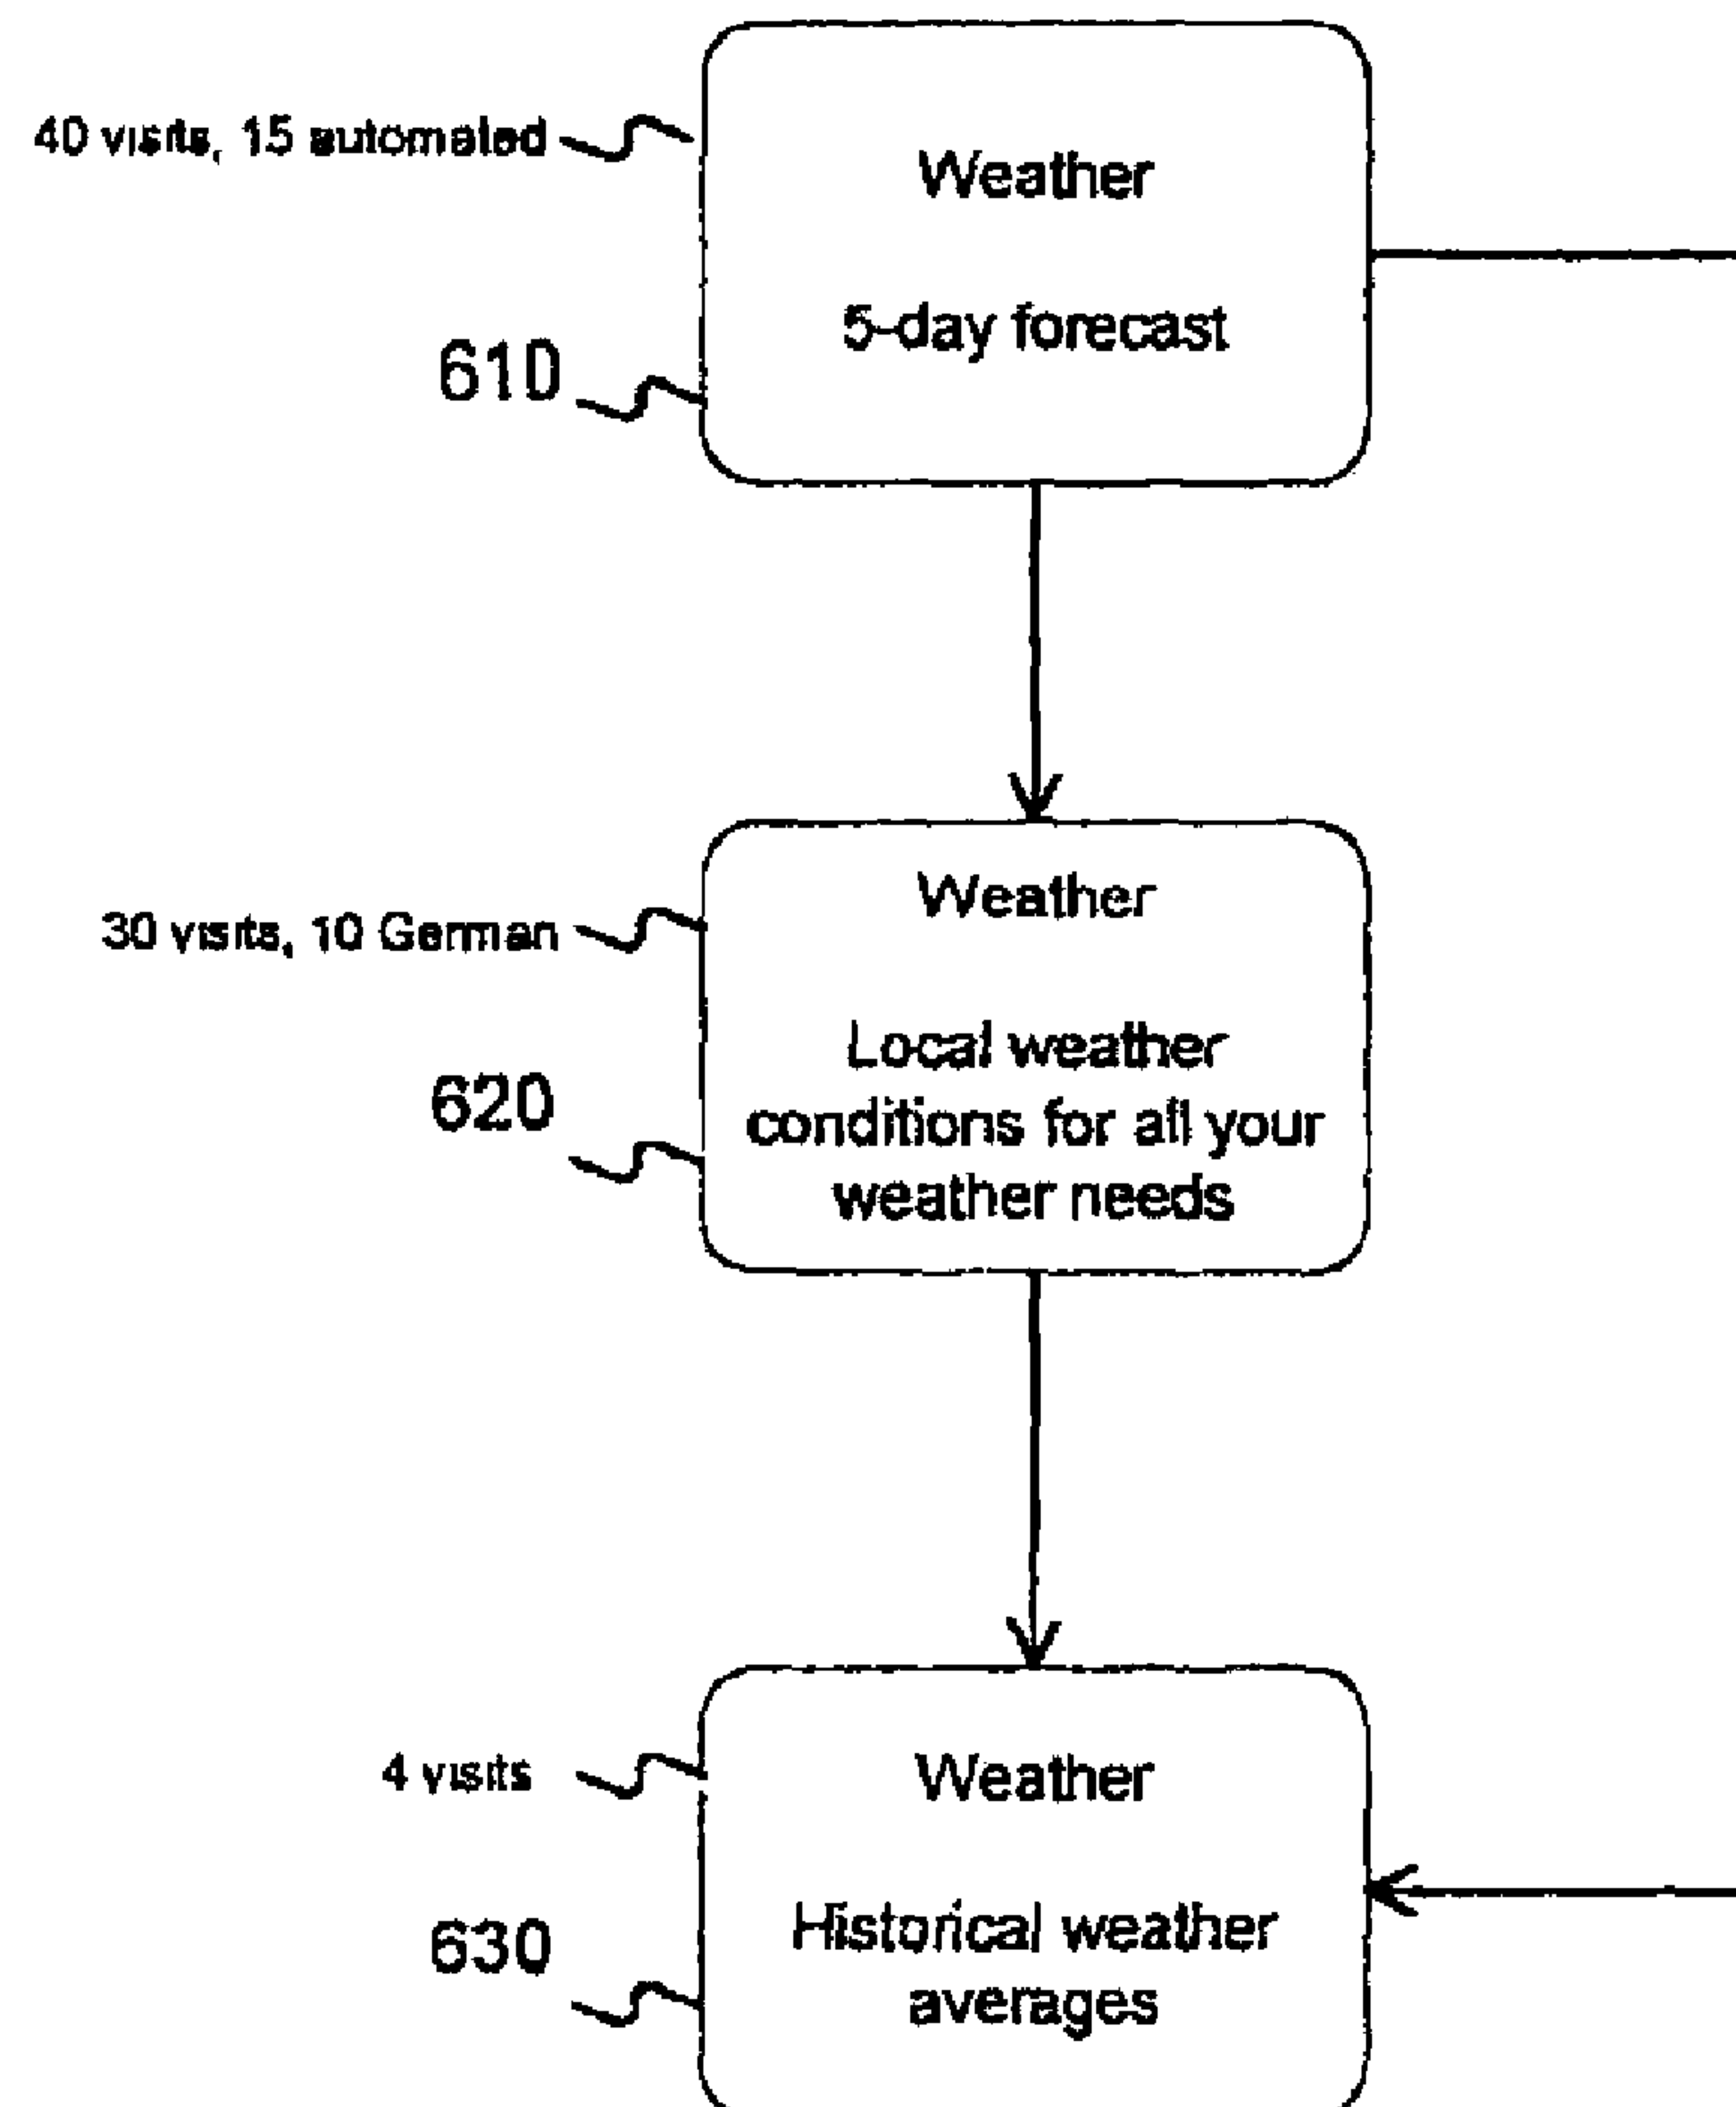 40 visits, 15 automated
Weather
5-day forecast
610
Weather
30 visits, 10 German
Local weather
conditions for all your
weather needs
620
4 visits
Weather
Historical weather
averages
630